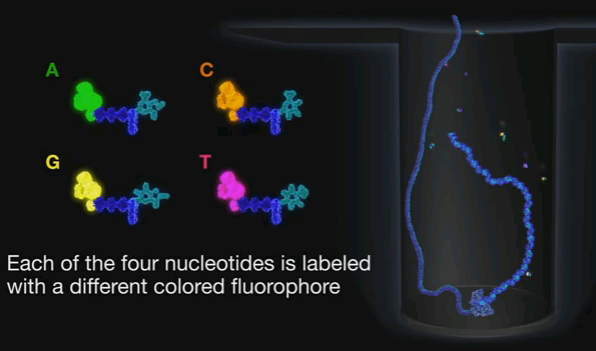 A
C
G
T
Each of the four nucleotides is labeled
with a different colored fluorophore